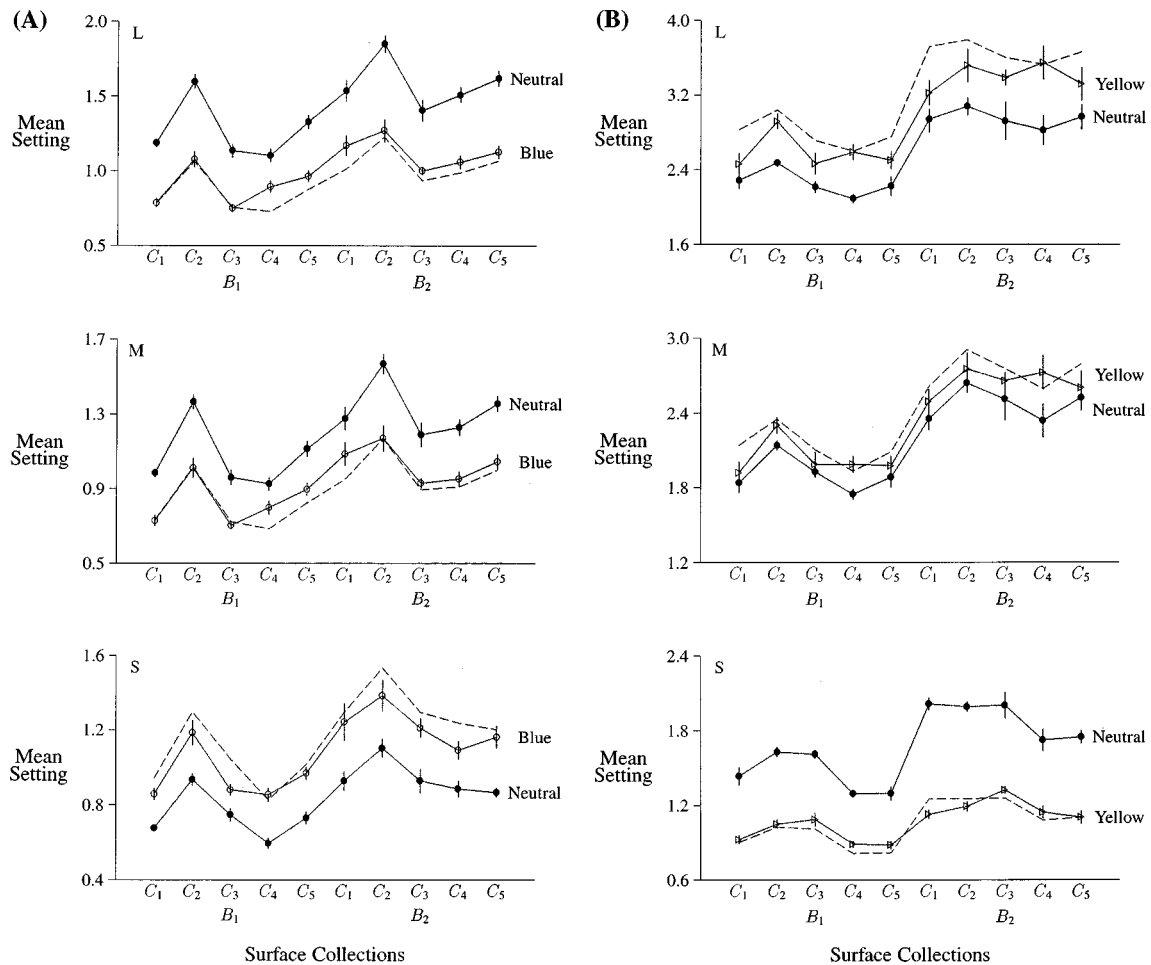 (A)
L
2.0
1.5
1.0
0.5
Mean
Setting
Neutral
Blue
C1 C2 C3 C4 C5 C1 C2 C3 C4 C5
B1 B2
M
1.7
1.3
0.9
0.5
Mean
Setting
Neutral
Blue
C1 C2 C3 C4 C5 C1 C2 C3 C4 C5
B1 B2
S
1.6
1.2
0.8
0.4
Mean
Setting
Blue
Neutral
C1 C2 C3 C4 C5 C1 C2 C3 C4 C5
B1 B2
Surface Collections
(B)
L
4.0
3.2
2.4
1.6
Mean
Setting
Yellow
Neutral
C1 C2 C3 C4 C5 C1 C2 C3 C4 C5
B1 B2
M
3.0
2.4
1.8
1.2
Mean
Setting
Yellow
Neutral
C1 C2 C3 C4 C5 C1 C2 C3 C4 C5
B1 B2
S
2.4
1.8
1.2
0.6
Mean
Setting
Neutral
Yellow
C1 C2 C3 C4 C5 C1 C2 C3 C4 C5
B1 B2
Surface Collections